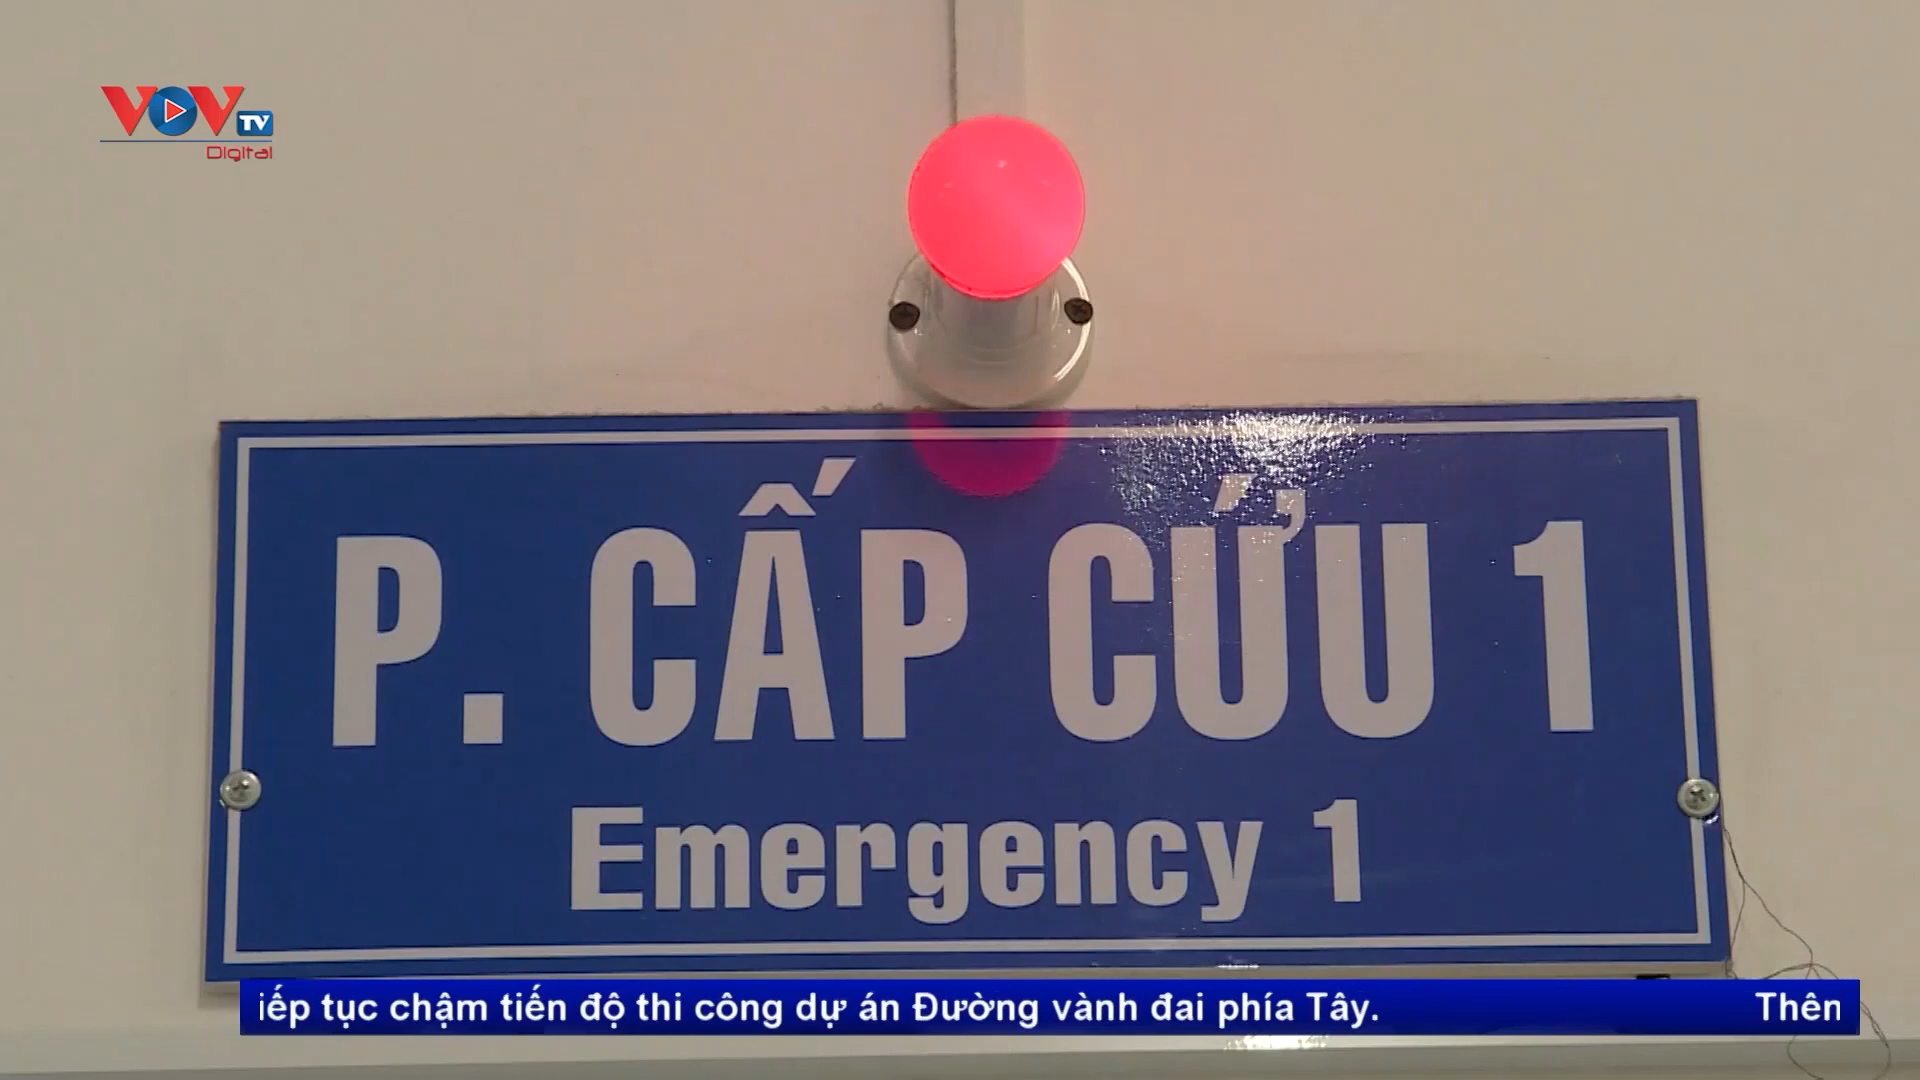 VOV TV
Digital
P. CẤP CỨU 1
Emergency 1
iếp tục chậm tiến độ thi công dự án Đường vành đai phía Tây. Thên